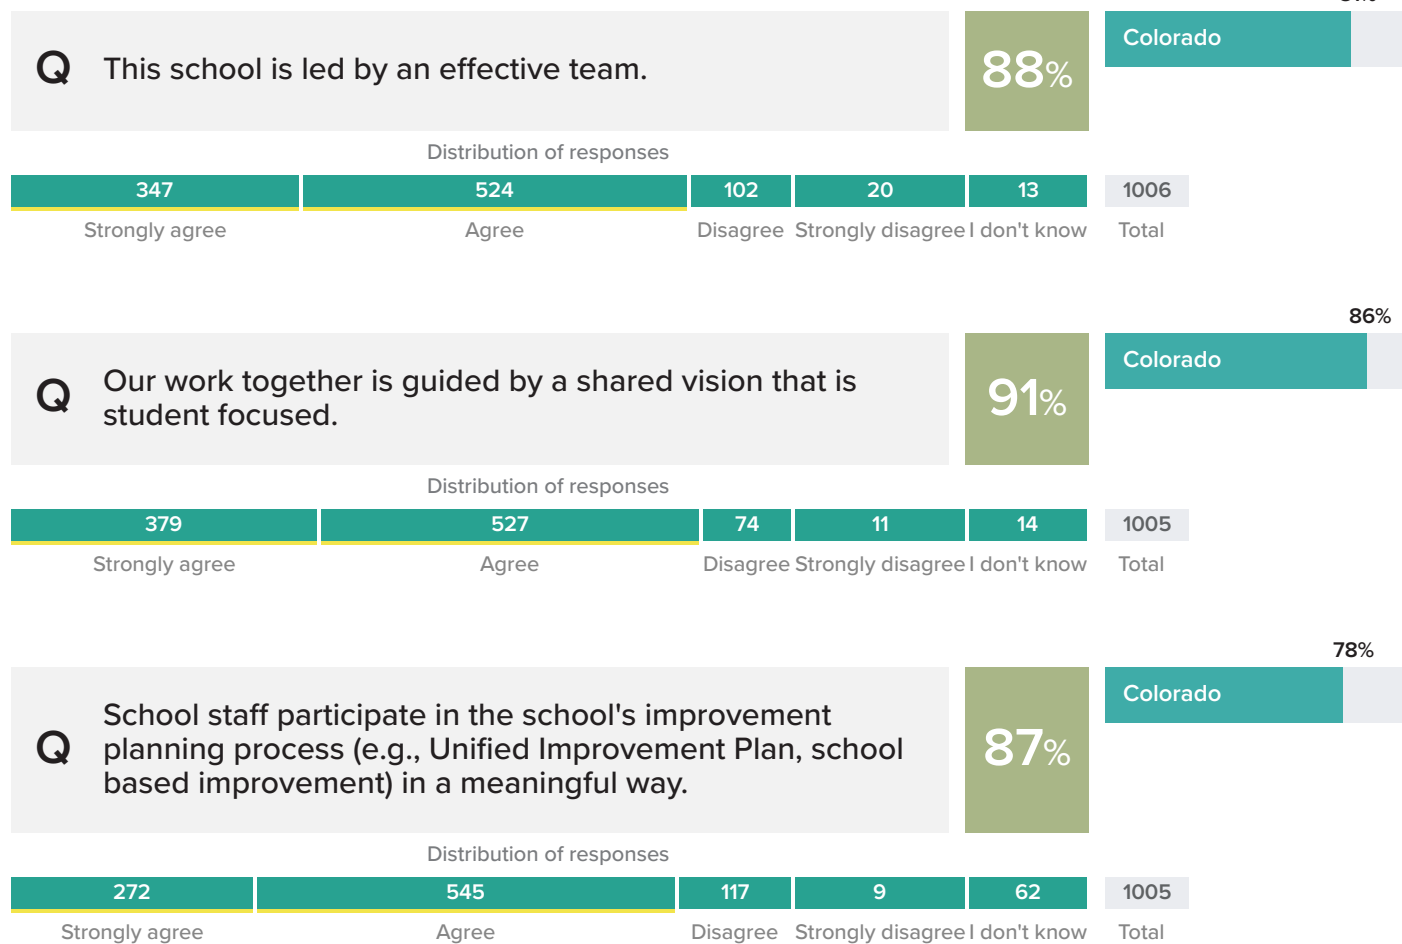 Q This school is led by an effective team.
88%
Colorado
Distribution of responses
347 524 102 20 13 1006
Strongly agree Agree Disagree Strongly disagree I don't know Total
86%
Q Our work together is guided by a shared vision that is
student focused.
91%
Colorado
Distribution of responses
379 527 74 11 14 1005
Strongly agree Agree Disagree Strongly disagree I don't know Total
78%
Q School staff participate in the school's improvement
planning process (e.g., Unified Improvement Plan, school
based improvement) in a meaningful way.
87%
Colorado
Distribution of responses
272 545 117 9 62 1005
Strongly agree Agree Disagree Strongly disagree I don't know Total